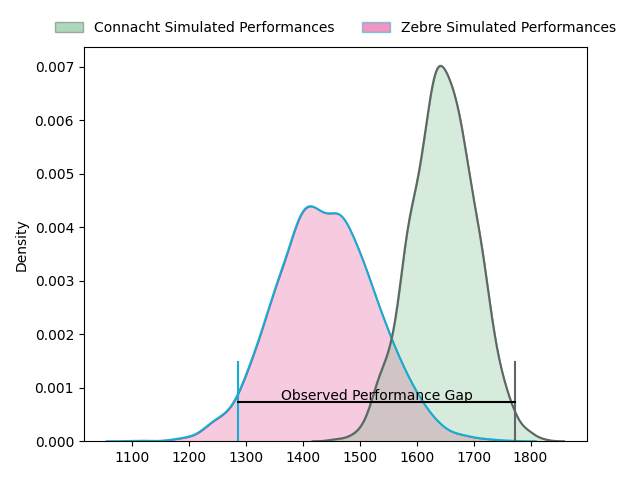 Connacht Simulated Performances Zebre Simulated Performances
0.007
0.006
0.005
0.004
0.003
0.002
0.001
0.000
Density
Observed Performance Gap
1100 1200 1300 1400 1500 1600 1700 1800